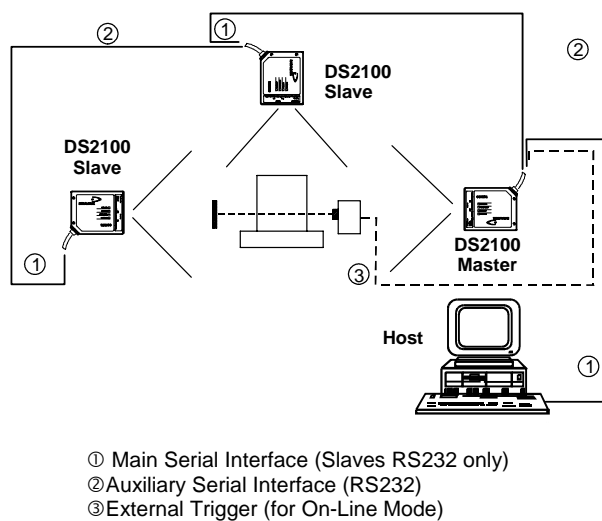 ①
②
②
DS2100
Slave
DS2100
Slave
DS2100
Master
①
③
Host
①
① Main Serial Interface (Slaves RS232 only)
②Auxiliary Serial Interface (RS232)
③External Trigger (for On-Line Mode)